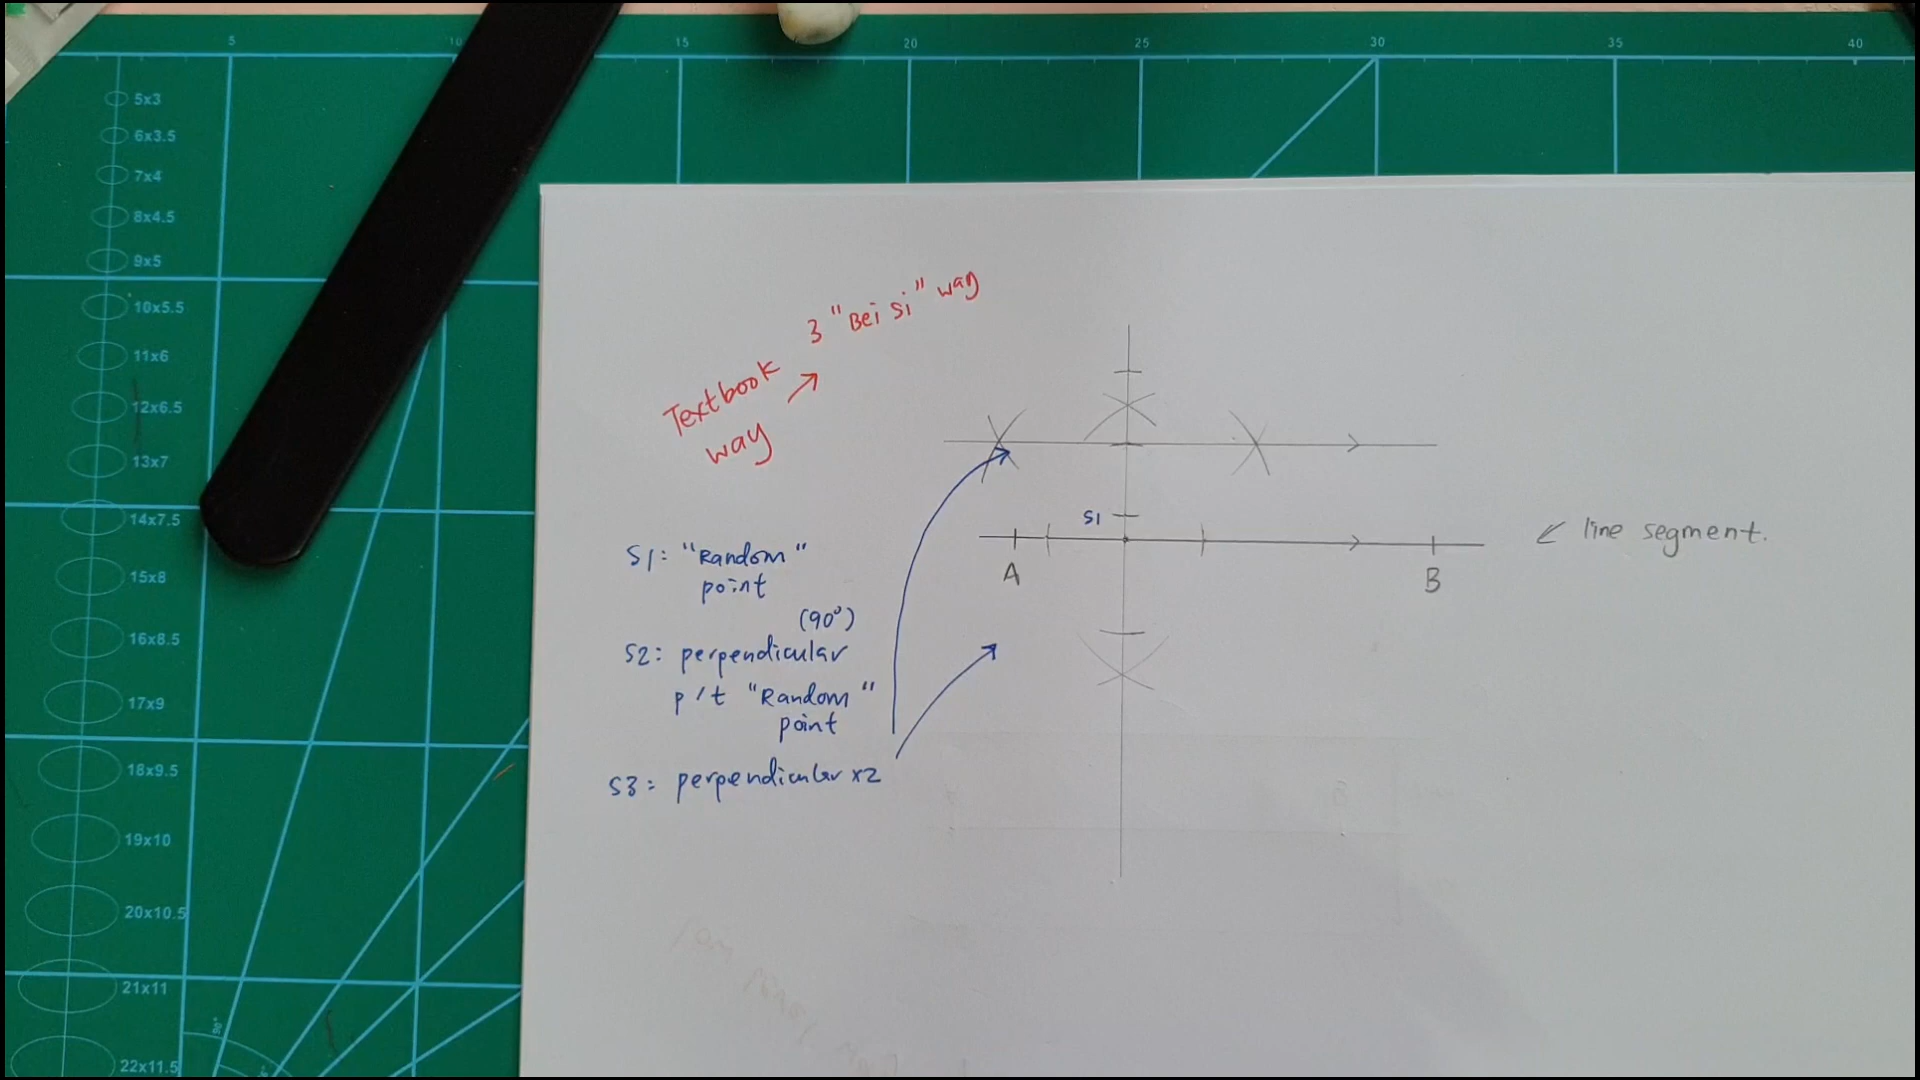 5
10
15
20
25
30
35
40
5x3
6x3.5
7x4
8x4.5
9x5
10x5.5
11x6
12x6.5
13x7
14x7.5
15x8
16x8.5
17x9
18x9.5
19x10
20x10.5
21x11
22x11.5
Textbook
way
3 "Bei Si" way
S1: "Random"
point
(90°)
S2: perpendicular
p/t "Random"
point
S3: perpendicular x2
S1
A
B
line segment.